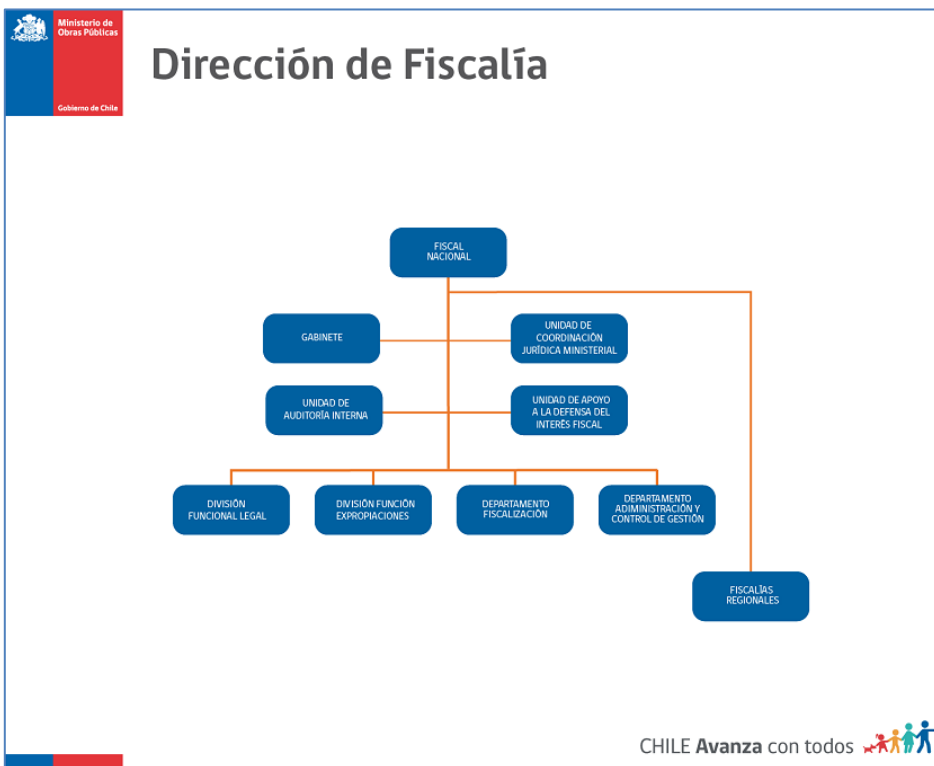 Ministerio de
Obras Públicas
Gobierno de Chile
Dirección de Fiscalía
FISCAL
NACIONAL
GABINETE
UNIDAD DE
COORDINACIÓN
JURÍDICA MINISTERIAL
UNIDAD DE
AUDITORÍA INTERNA
UNIDAD DE APOYO
A LA DEFENSA DEL
INTERÉS FISCAL
DIVISIÓN
FUNCIONAL LEGAL
DIVISIÓN FUNCIÓN
EXPROPIACIONES
DEPARTAMENTO
FISCALIZACIÓN
DEPARTAMENTO
ADIMINISTRACIÓN Y
CONTROL DE GESTIÓN
FISCALÍAS
REGIONALES
CHILE Avanza con todos